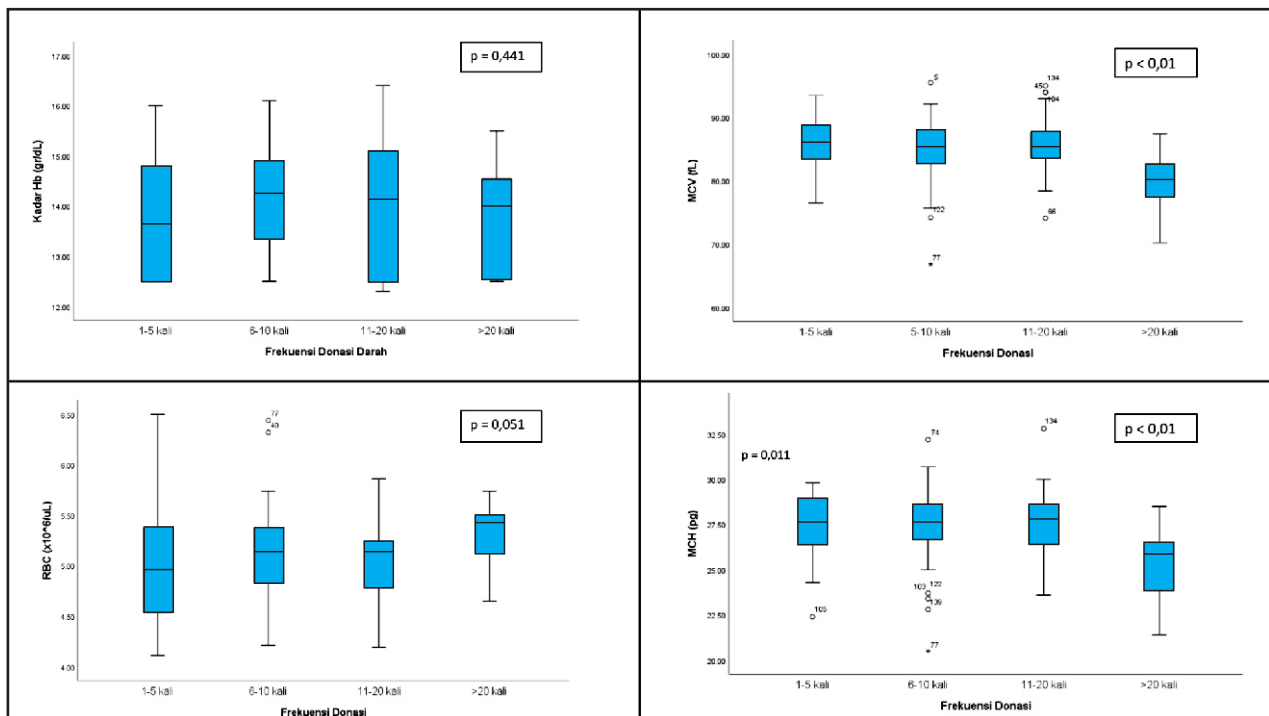 p = 0,441
17.00
16.00
15.00
14.00
13.00
12.00
Kadar Hb (gr/dL)
1-5 kali
6-10 kali
11-20 kali
>20 kali
Frekuensi Donasi Darah
p < 0,01
100.00
90.00
80.00
70.00
60.00
MCV (fL)
5
134
45
194
122
77
66
1-5 kali
5-10 kali
11-20 kali
>20 kali
Frekuensi Donasi
p = 0,051
6.50
6.00
5.50
5.00
4.50
4.00
RBC (x10^6/uL)
77
40
1-5 kali
6-10 kali
11-20 kali
>20 kali
Frekuensi Donasi
p < 0,01
p = 0,011
32.50
30.00
27.50
25.00
22.50
20.00
MCH (pg)
105
74
103
122
139
77
134
1-5 kali
6-10 kali
11-20 kali
>20 kali
Frekuensi Donasi